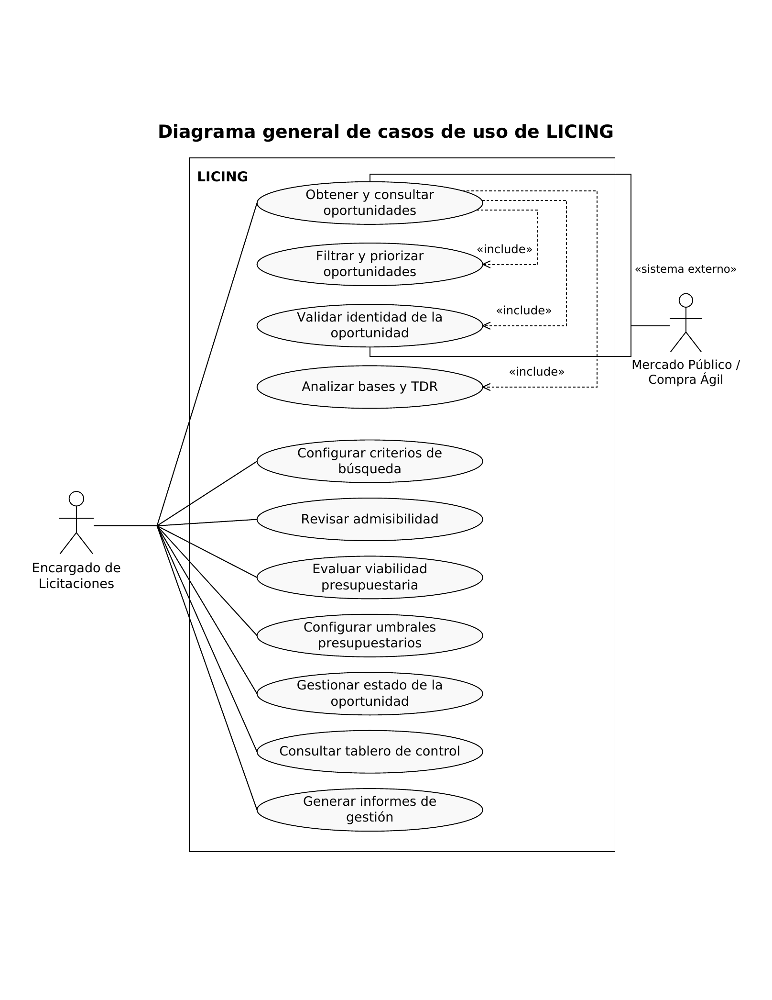 Diagrama general de casos de uso de LICING
LICING
Obtener y consultar
oportunidades
Filtrar y priorizar
oportunidades
«include»
«sistema externo»
Validar identidad de la
oportunidad
«include»
Mercado Público /
Compra Ágil
Analizar bases y TDR
«include»
Configurar criterios de
búsqueda
Revisar admisibilidad
Encargado de
Licitaciones
Evaluar viabilidad
presupuestaria
Configurar umbrales
presupuestarios
Gestionar estado de la
oportunidad
Consultar tablero de control
Generar informes de
gestión